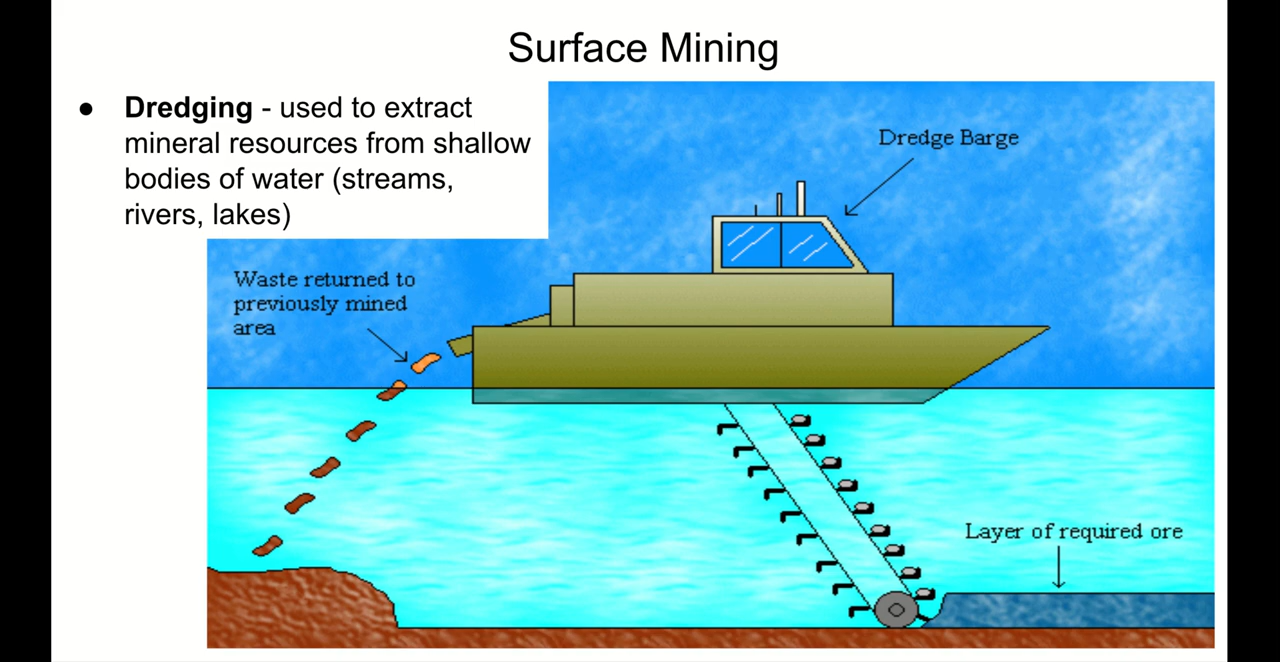 Surface Mining
● Dredging - used to extract
mineral resources from shallow
bodies of water (streams,
rivers, lakes)
Dredge Barge
Waste returned to
previously mined
area
Layer of required ore